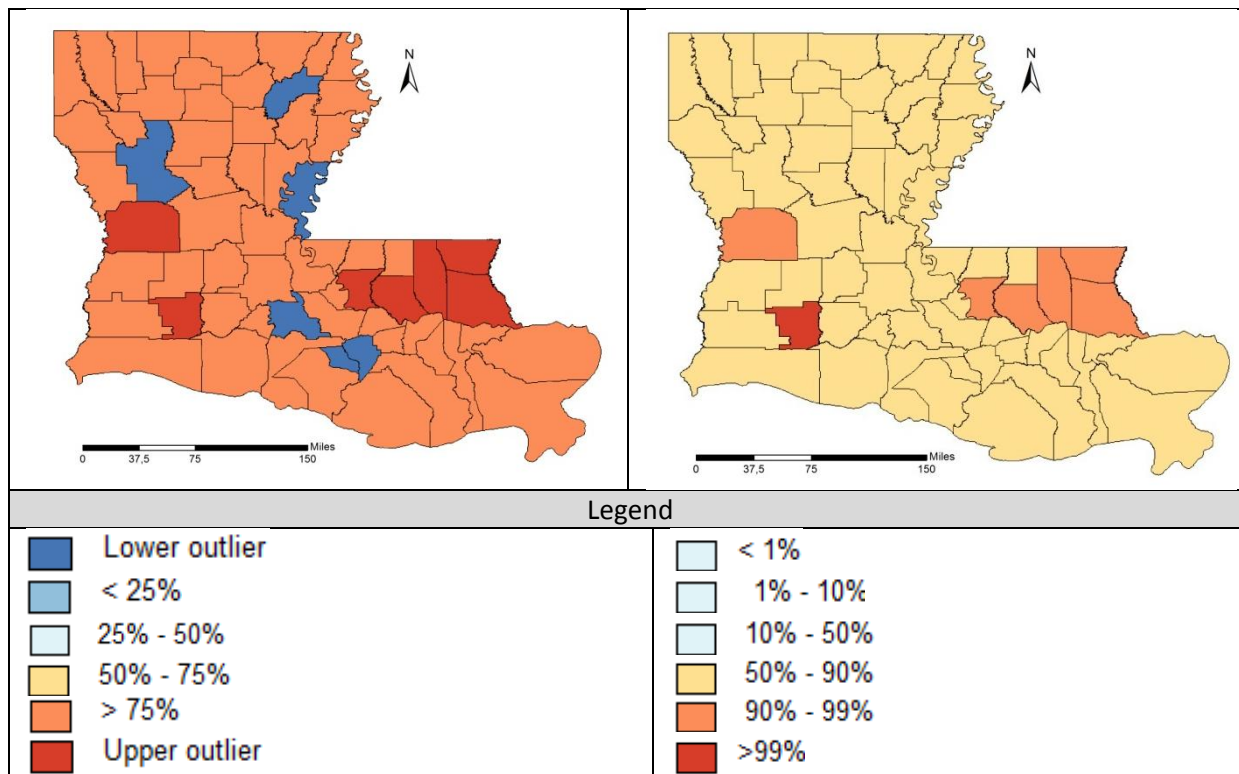 N
Miles
0 37,5 75 150
N
Miles
0 37,5 75 150
Legend
Lower outlier
< 25%
25% - 50%
50% - 75%
> 75%
Upper outlier
< 1%
1% - 10%
10% - 50%
50% - 90%
90% - 99%
>99%